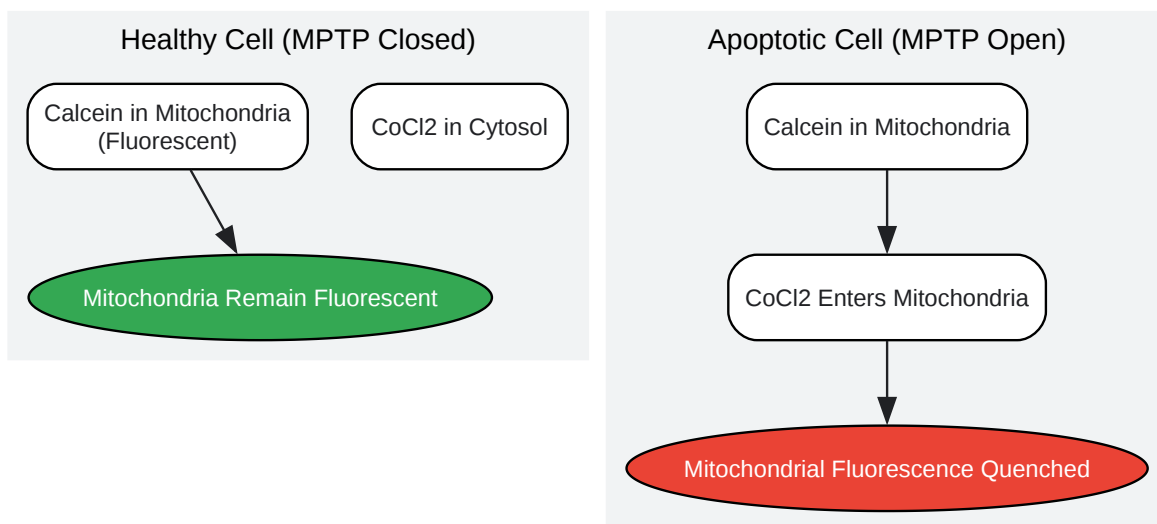 Healthy Cell (MPTP Closed)
Calcein in Mitochondria
(Fluorescent)
CoCl2 in Cytosol
Mitochondria Remain Fluorescent
Apoptotic Cell (MPTP Open)
Calcein in Mitochondria
CoCl2 Enters Mitochondria
Mitochondrial Fluorescence Quenched